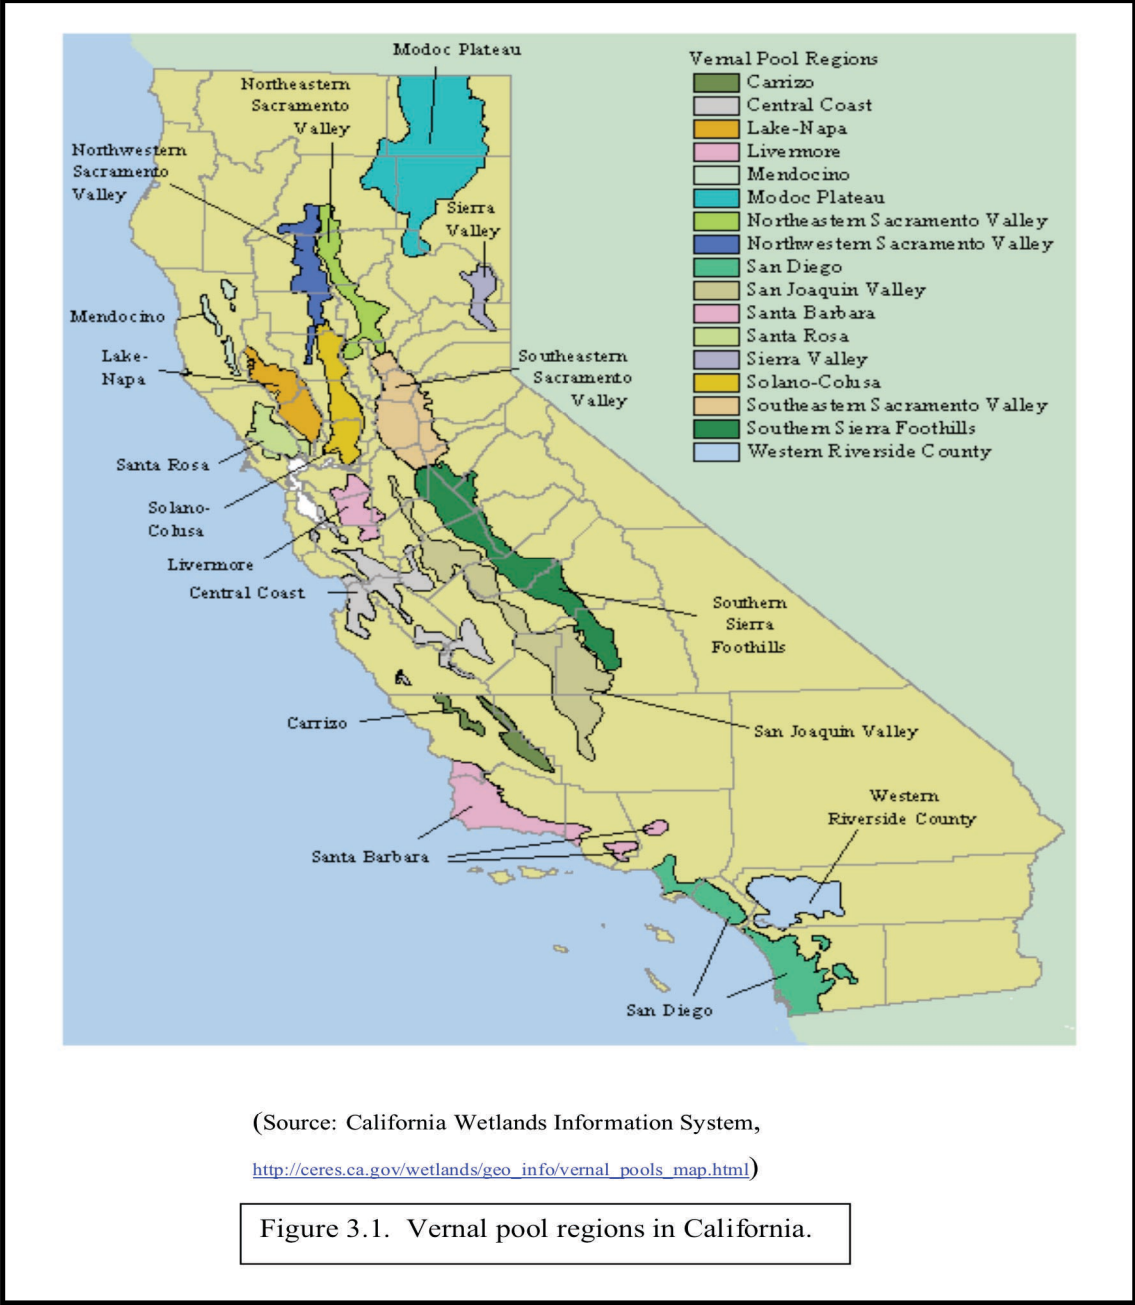 Modoc Plateau
Northeastern
Sacramento
Valley
Northwestern
Sacramento
Valley
Sierra
Valley
Mendocino
Lake-
Napa
Southeastern
Sacramento
Valley
Santa Rosa
Solano-
Colusa
Livermore
Central Coast
Southern
Sierra
Foothills
Carrizo
San Joaquin Valley
Western
Riverside County
Santa Barbara
San Diego
Vernal Pool Regions
Carrizo
Central Coast
Lake-Napa
Livermore
Mendocino
Modoc Plateau
Northeastern Sacramento Valley
Northwestern Sacramento Valley
San Diego
San Joaquin Valley
Santa Barbara
Santa Rosa
Sierra Valley
Solano-Colusa
Southeastern Sacramento Valley
Southern Sierra Foothills
Western Riverside County
(Source: California Wetlands Information System,
http://ceres.ca.gov/wetlands/geo_info/vernal_pools_map.html)
Figure 3.1. Vernal pool regions in California.